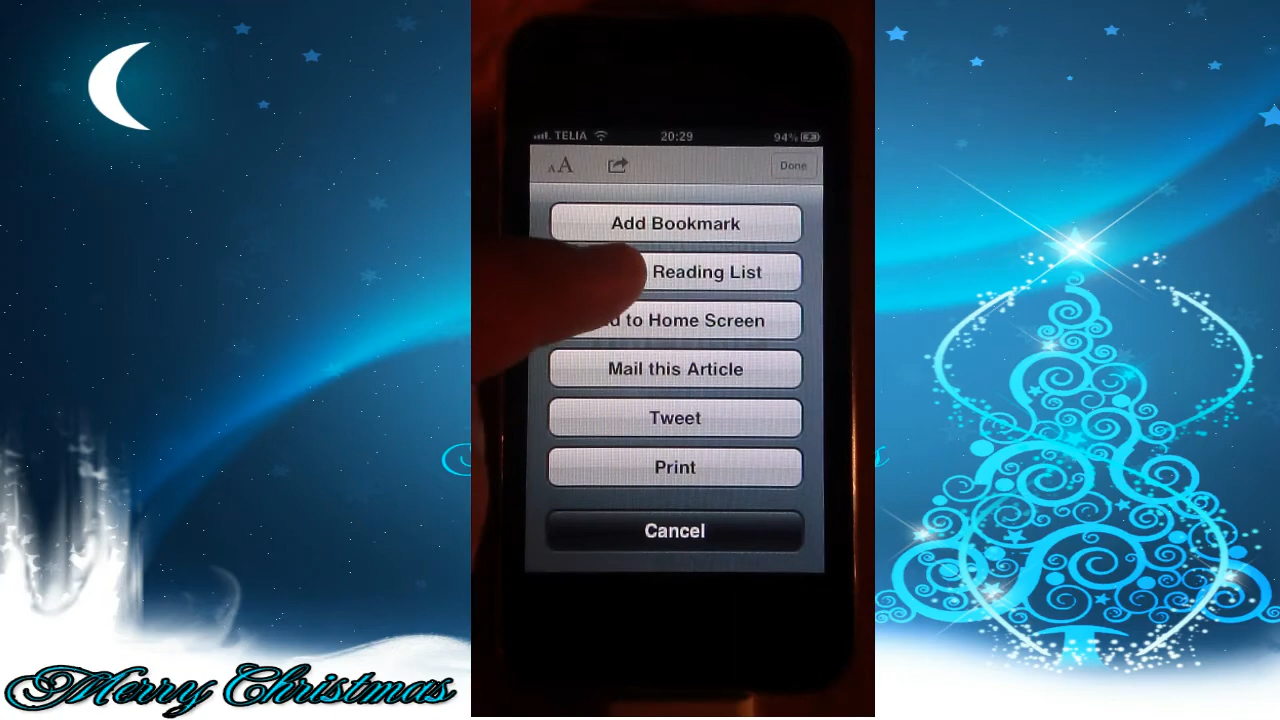 TELIA 20:29 94%
AA Done
Add Bookmark
Reading List
to Home Screen
Mail this Article
Tweet
Print
Cancel
Merry Christmas